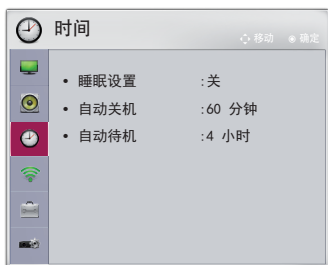 时间
移动 确定
• 睡眠设置 :关
• 自动关机 :60 分钟
• 自动待机 :4 小时